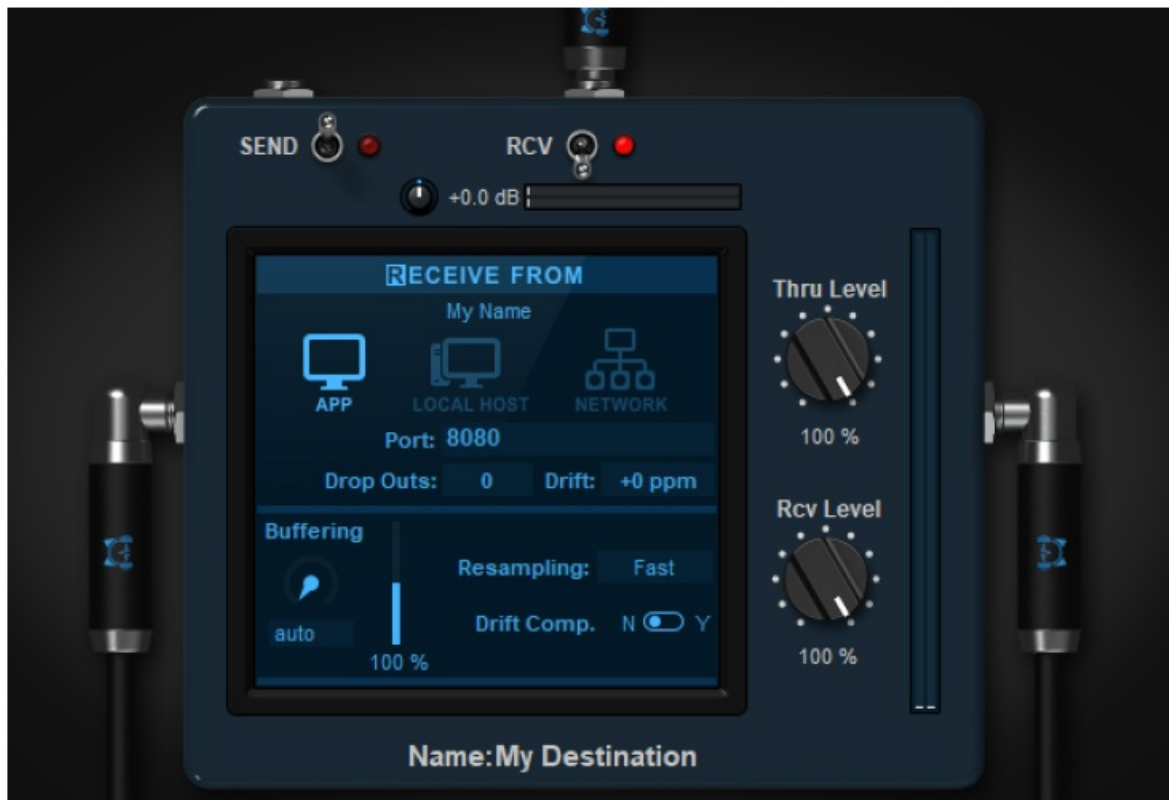 SEND
RCV
+0.0 dB
RECEIVE FROM
My Name
APP
LOCAL HOST
NETWORK
Port: 8080
Drop Outs: 0 Drift: +0 ppm
Buffering
auto
100 %
Resampling: Fast
Drift Comp. N Y
Thru Level
100 %
Rcv Level
100 %
Name:My Destination